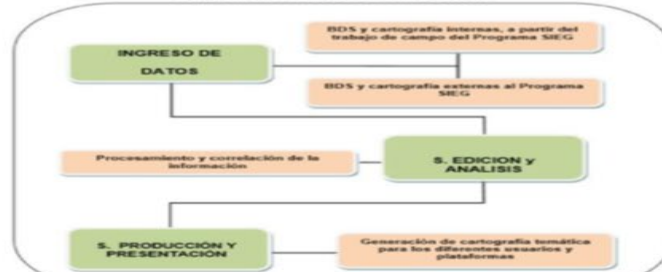 BDS y cartografía internas, a partir del
trabajo de campo del Programa SIEG
INGRESO DE
DATOS
BDS y cartografía externas al Programa
SIEG
Procesamiento y correlación de la
información
S. EDICION y
ANALISIS
S. PRODUCCIÓN Y
PRESENTACIÓN
Generación de cartografía temática
para los diferentes usuarios y
plataformas